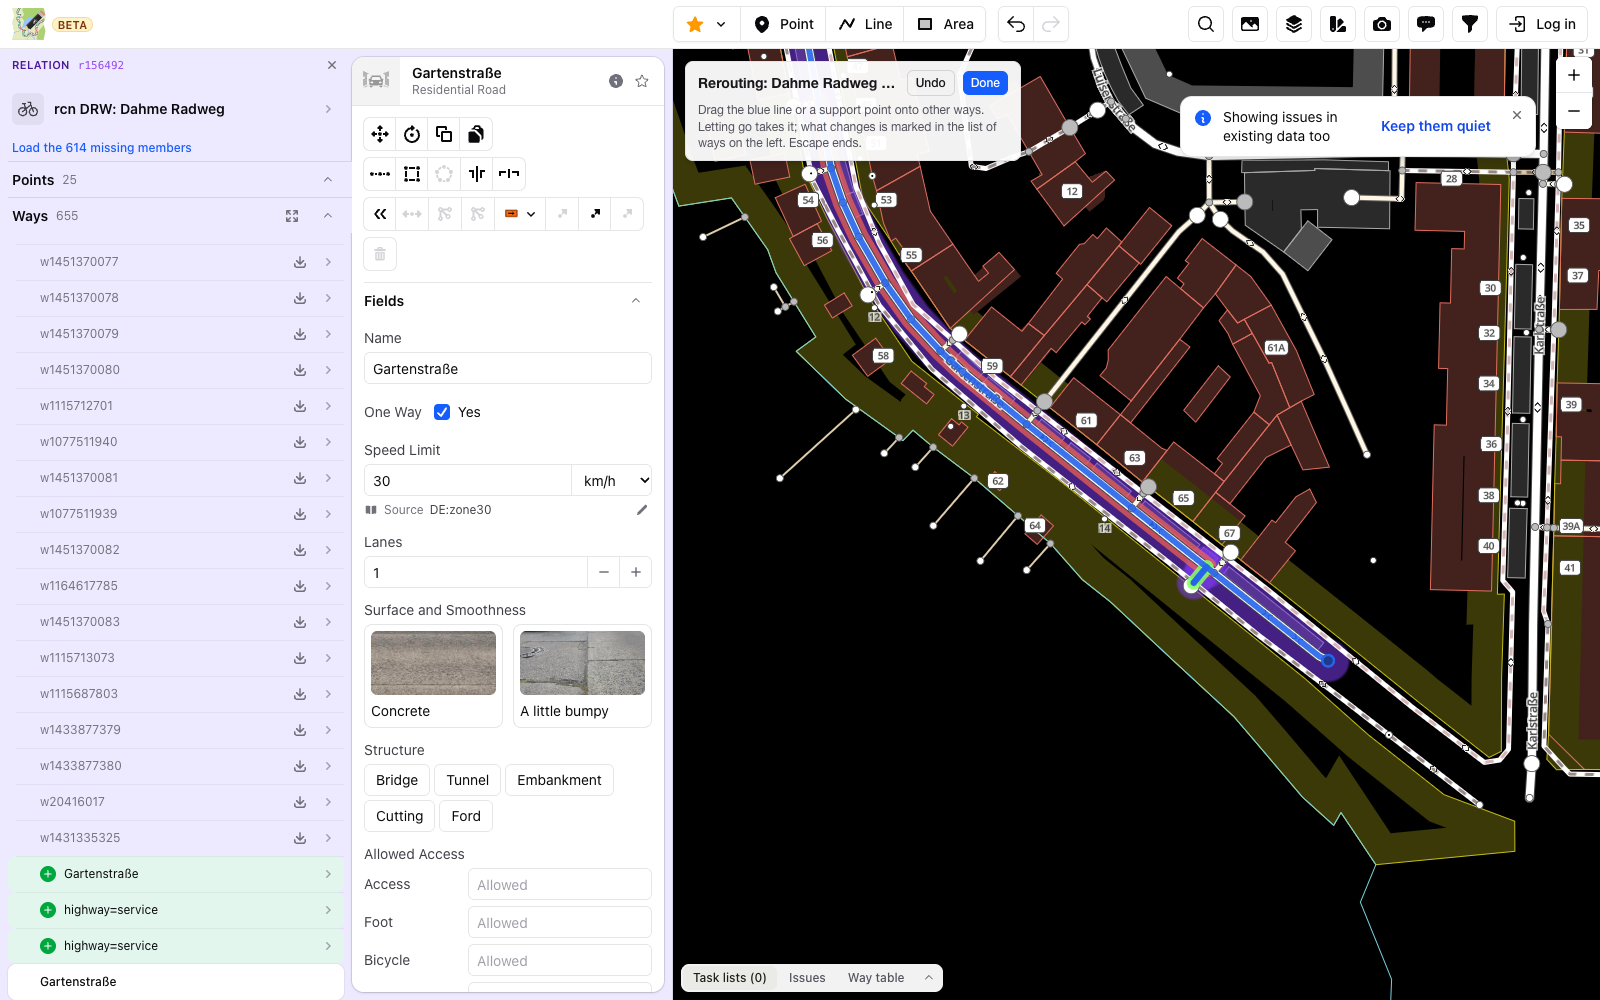 BETA
Point
Line
Area
Log in
RELATION r156492
rcn DRW: Dahme Radweg
Load the 614 missing members
Points 25
Ways 655
w1451370077
w1451370078
w1451370079
w1451370080
w1115712701
w1077511940
w1451370081
w1077511939
w1451370082
w1164617785
w1451370083
w1115713073
w1115687803
w1433877379
w1433877380
w20416017
w1431335325
Gartenstraße
highway=service
highway=service
Gartenstraße
Gartenstraße
Residential Road
Fields
Name
Gartenstraße
One Way Yes
Speed Limit
30 km/h
Source DE:zone30
Lanes
1
Surface and Smoothness
Concrete
A little bumpy
Structure
Bridge
Tunnel
Embankment
Cutting
Ford
Allowed Access
Access Allowed
Foot Allowed
Bicycle Allowed
Rerouting: Dahme Radweg ...
Undo
Done
Drag the blue line or a support point onto other ways.
Letting go takes it; what changes is marked in the list of
ways on the left. Escape ends.
Showing issues in
existing data too
Keep them quiet
Luisenstraße
31
12
28
54
53
35
56
55
37
30
12
32
61A
58
59
Karlstraße
34
Gartenstraße
39
13
61
36
63
62
65
38
64
14
67
39A
40
41
Karlstraße
Task lists (0)
Issues
Way table